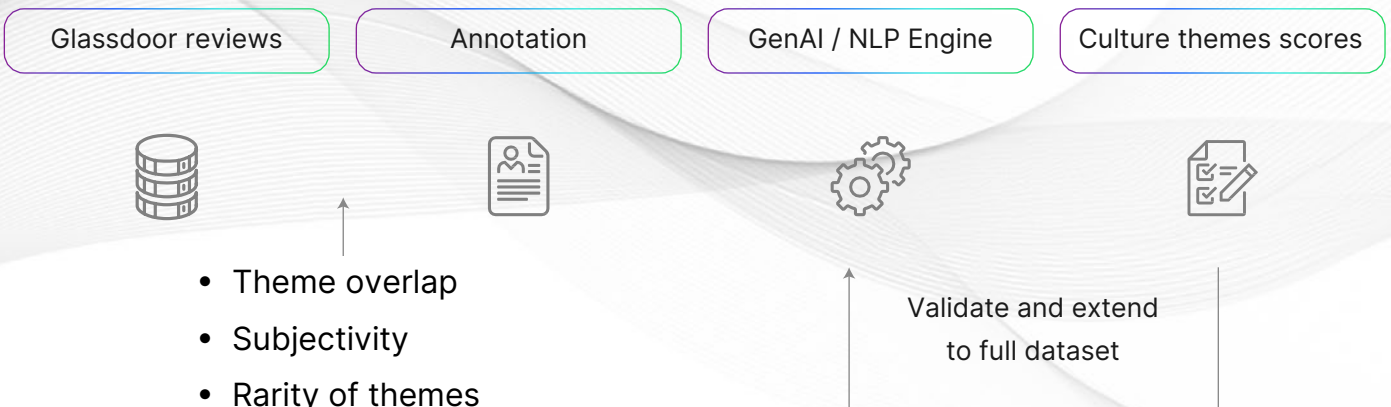 Glassdoor reviews
Annotation
GenAI / NLP Engine
Culture themes scores
• Theme overlap
• Subjectivity
• Rarity of themes
Validate and extend
to full dataset